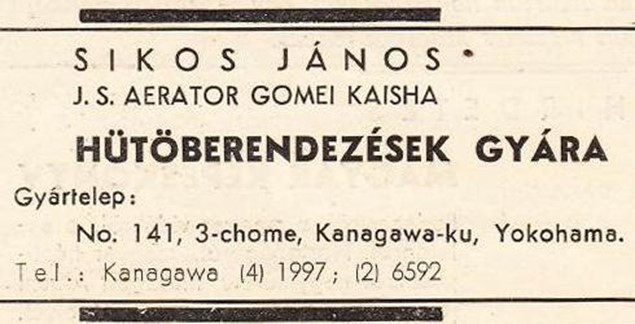 SIKOS JÁNOS
J. S. AERATOR GOMEI KAISHA
HÜTÖBERENDEZÉSEK GYÁRA
Gyártelep:
No. 141, 3-chome, Kanagawa-ku, Yokohama.
Tel.: Kanagawa (4) 1997; (2) 6592